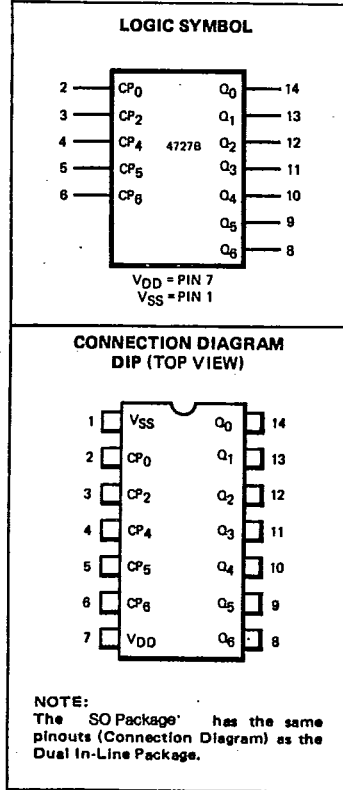 LOGIC SYMBOL
2 CP0 Q0 14
3 CP2 Q1 13
4 CP4 4727B Q2 12
5 CP5 Q3 11
6 CP6 Q4 10
Q5 9
Q6 8
VDD = PIN 7
VSS = PIN 1
CONNECTION DIAGRAM
DIP (TOP VIEW)
1 VSS Q0 14
2 CP0 Q1 13
3 CP2 Q2 12
4 CP4 Q3 11
5 CP5 Q4 10
6 CP6 Q5 9
7 VDD Q6 8
NOTE:
The SO Package has the same
pinouts (Connection Diagram) as the
Dual In-Line Package.